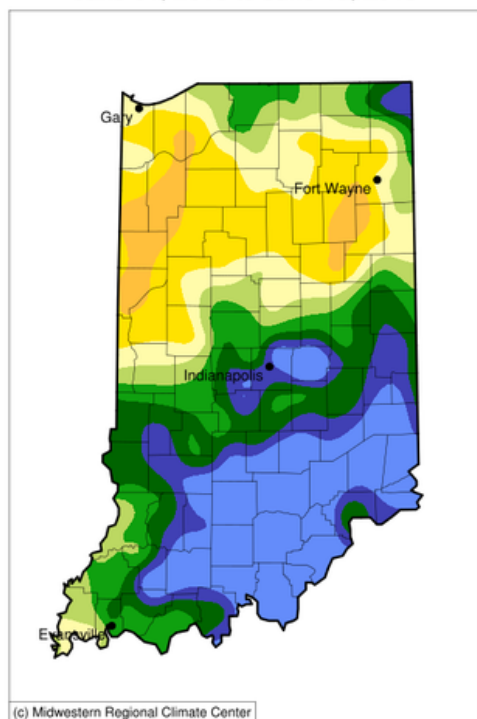 Gary
Fort Wayne
Indianapolis
Evansville
(c) Midwestern Regional Climate Center